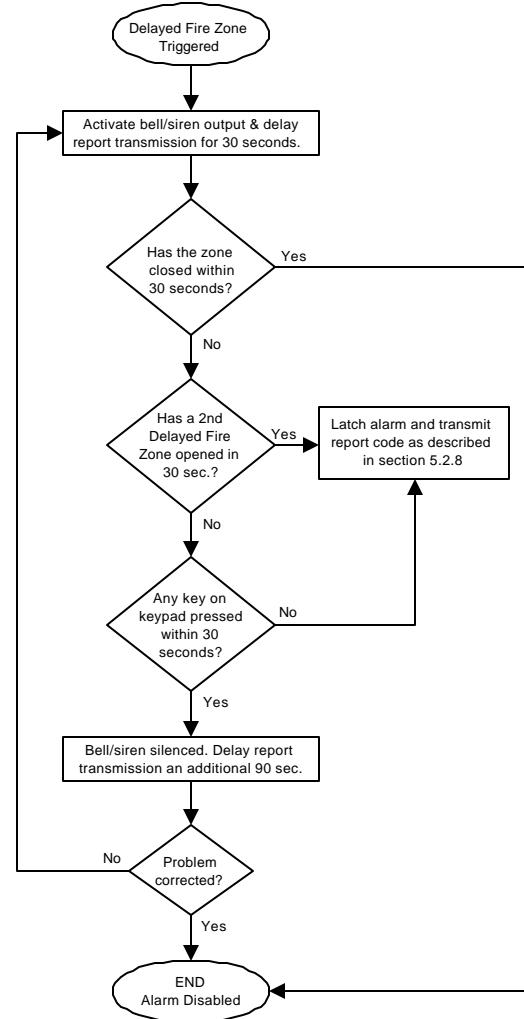 Delayed Fire Zone
Triggered
Activate bell/siren output & delay
report transmission for 30 seconds.
Has the zone
closed within
30 seconds?
Yes
No
Has a 2nd
Delayed Fire
Zone opened in
30 sec.?
Yes
Latch alarm and transmit
report code as described
in section 5.2.8
No
Any key on
keypad pressed
within 30
seconds?
No
Yes
Bell/siren silenced. Delay report
transmission an additional 90 sec.
No
Problem
corrected?
Yes
END
Alarm Disabled